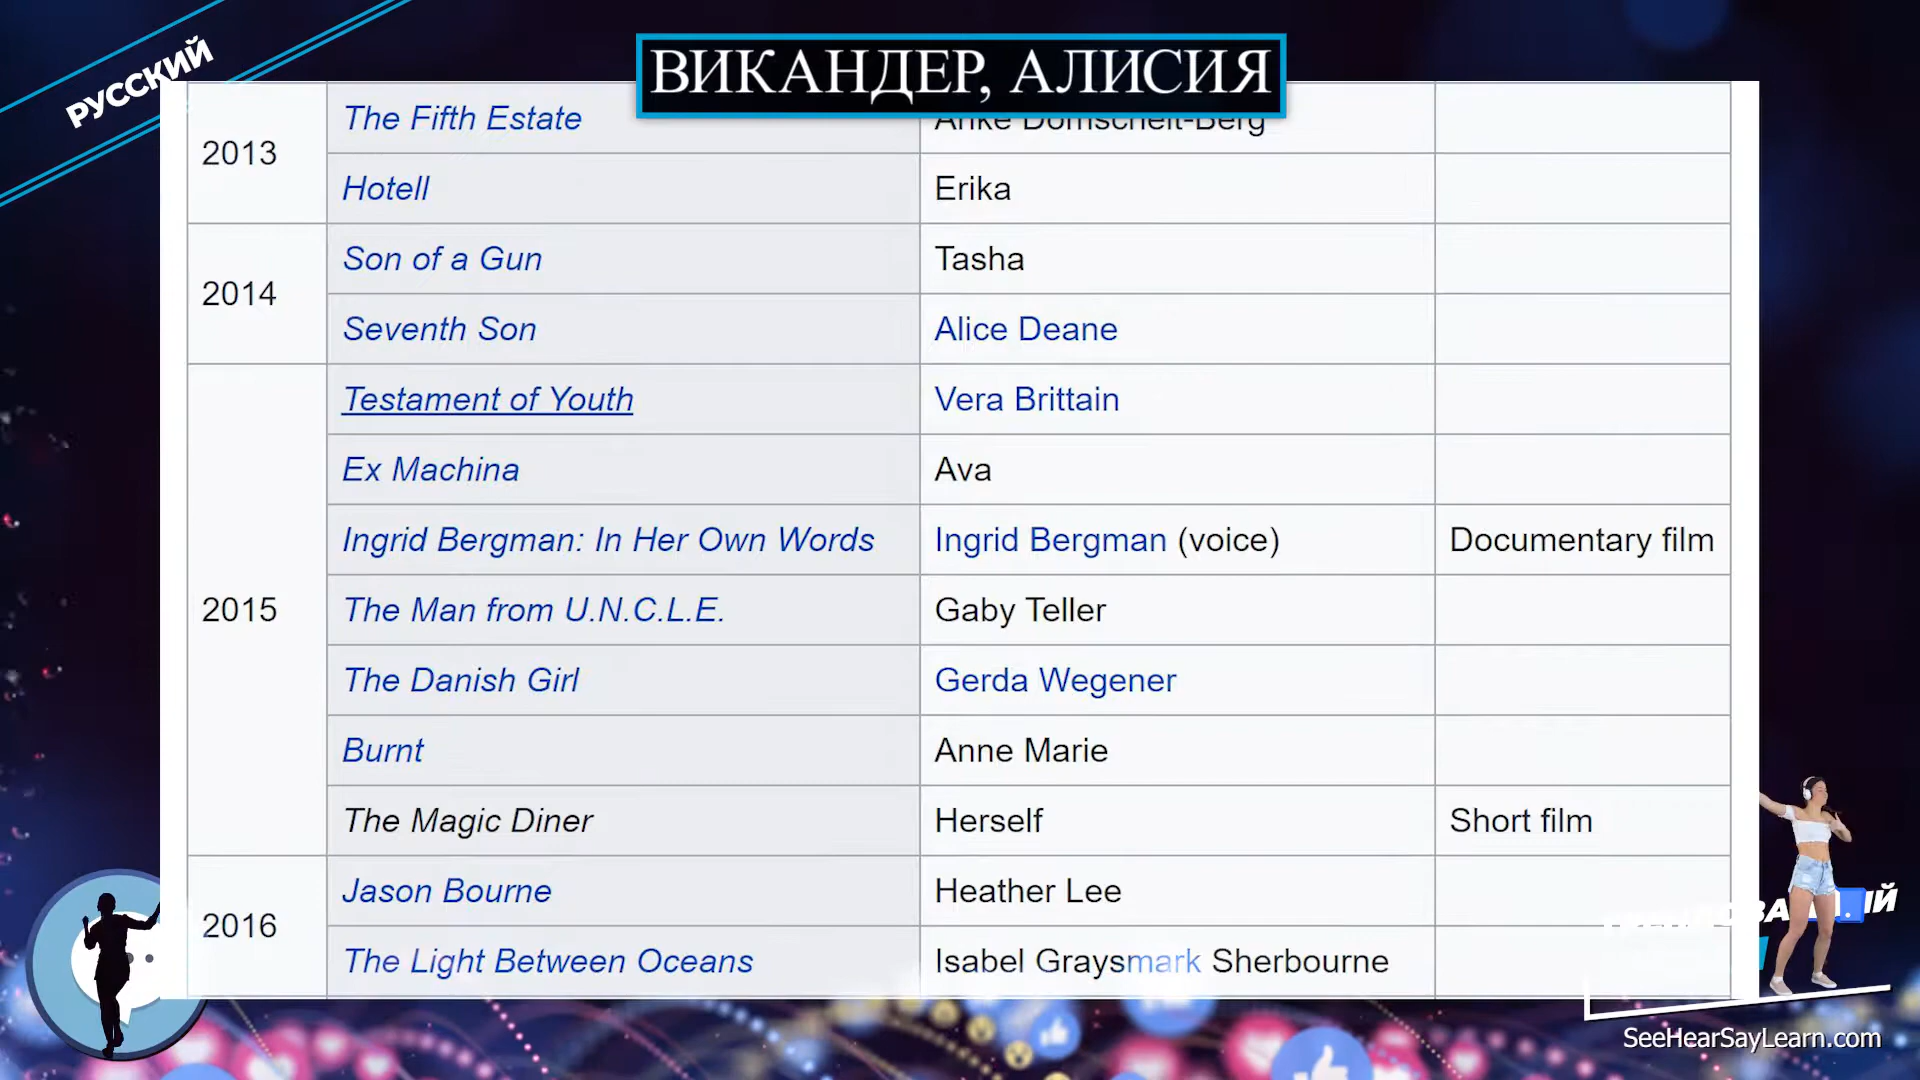 РУССКИЙ
ВИКАНДЕР, АЛИСИЯ
2013
The Fifth Estate
Anke Domscheit-Berg
Hotell
Erika
2014
Son of a Gun
Tasha
Seventh Son
Alice Deane
2015
Testament of Youth
Vera Brittain
Ex Machina
Ava
Ingrid Bergman: In Her Own Words
Ingrid Bergman (voice)
Documentary film
The Man from U.N.C.L.E.
Gaby Teller
The Danish Girl
Gerda Wegener
Burnt
Anne Marie
The Magic Diner
Herself
Short film
2016
Jason Bourne
Heather Lee
The Light Between Oceans
Isabel Graysmark Sherbourne
SeeHearSayLearn.com